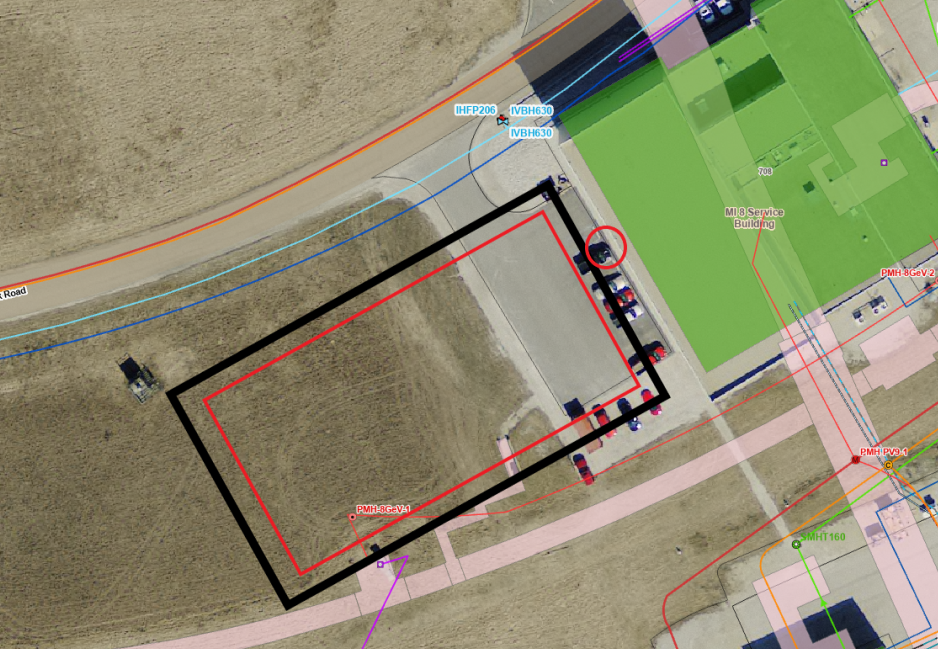 IHFP206
IVBH630
IVBH630
708
MI 8 Service
Building
PMH-8GeV-2
Road
PMH-8GeV-1
PMH-PV9-1
C
SMHT160